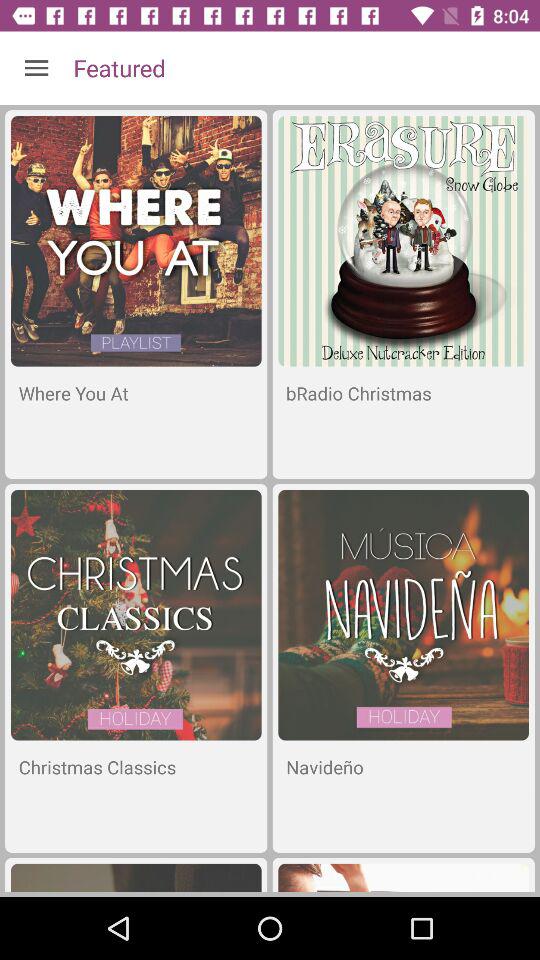 8:04
Featured
WHERE
YOU AT
PLAYLIST
Where You At
ERASURE
Snow Globe
Deluxe Nutcracker Edition
bRadio Christmas
CHRISTMAS
CLASSICS
HOLIDAY
Christmas Classics
MÚSICA
NAVIDEÑA
HOLIDAY
Navideño